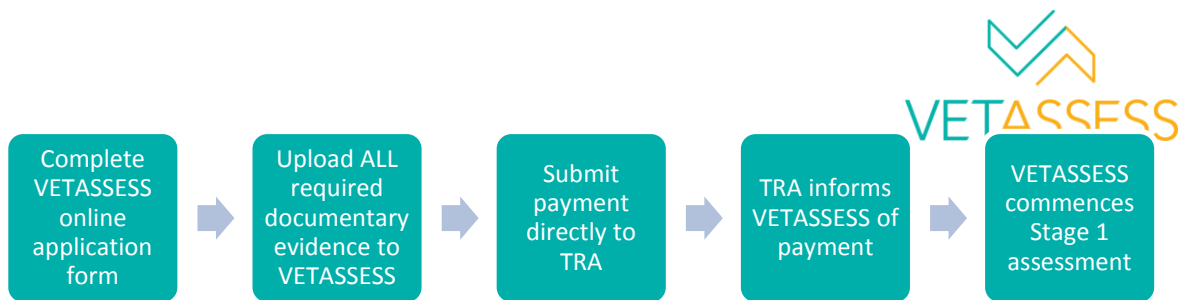 VETASSESS
Complete
VETASSESS
online
application
form
Upload ALL
required
documentary
evidence to
VETASSESS
Submit
payment
directly to
TRA
TRA informs
VETASSESS of
payment
VETASSESS
commences
Stage 1
assessment